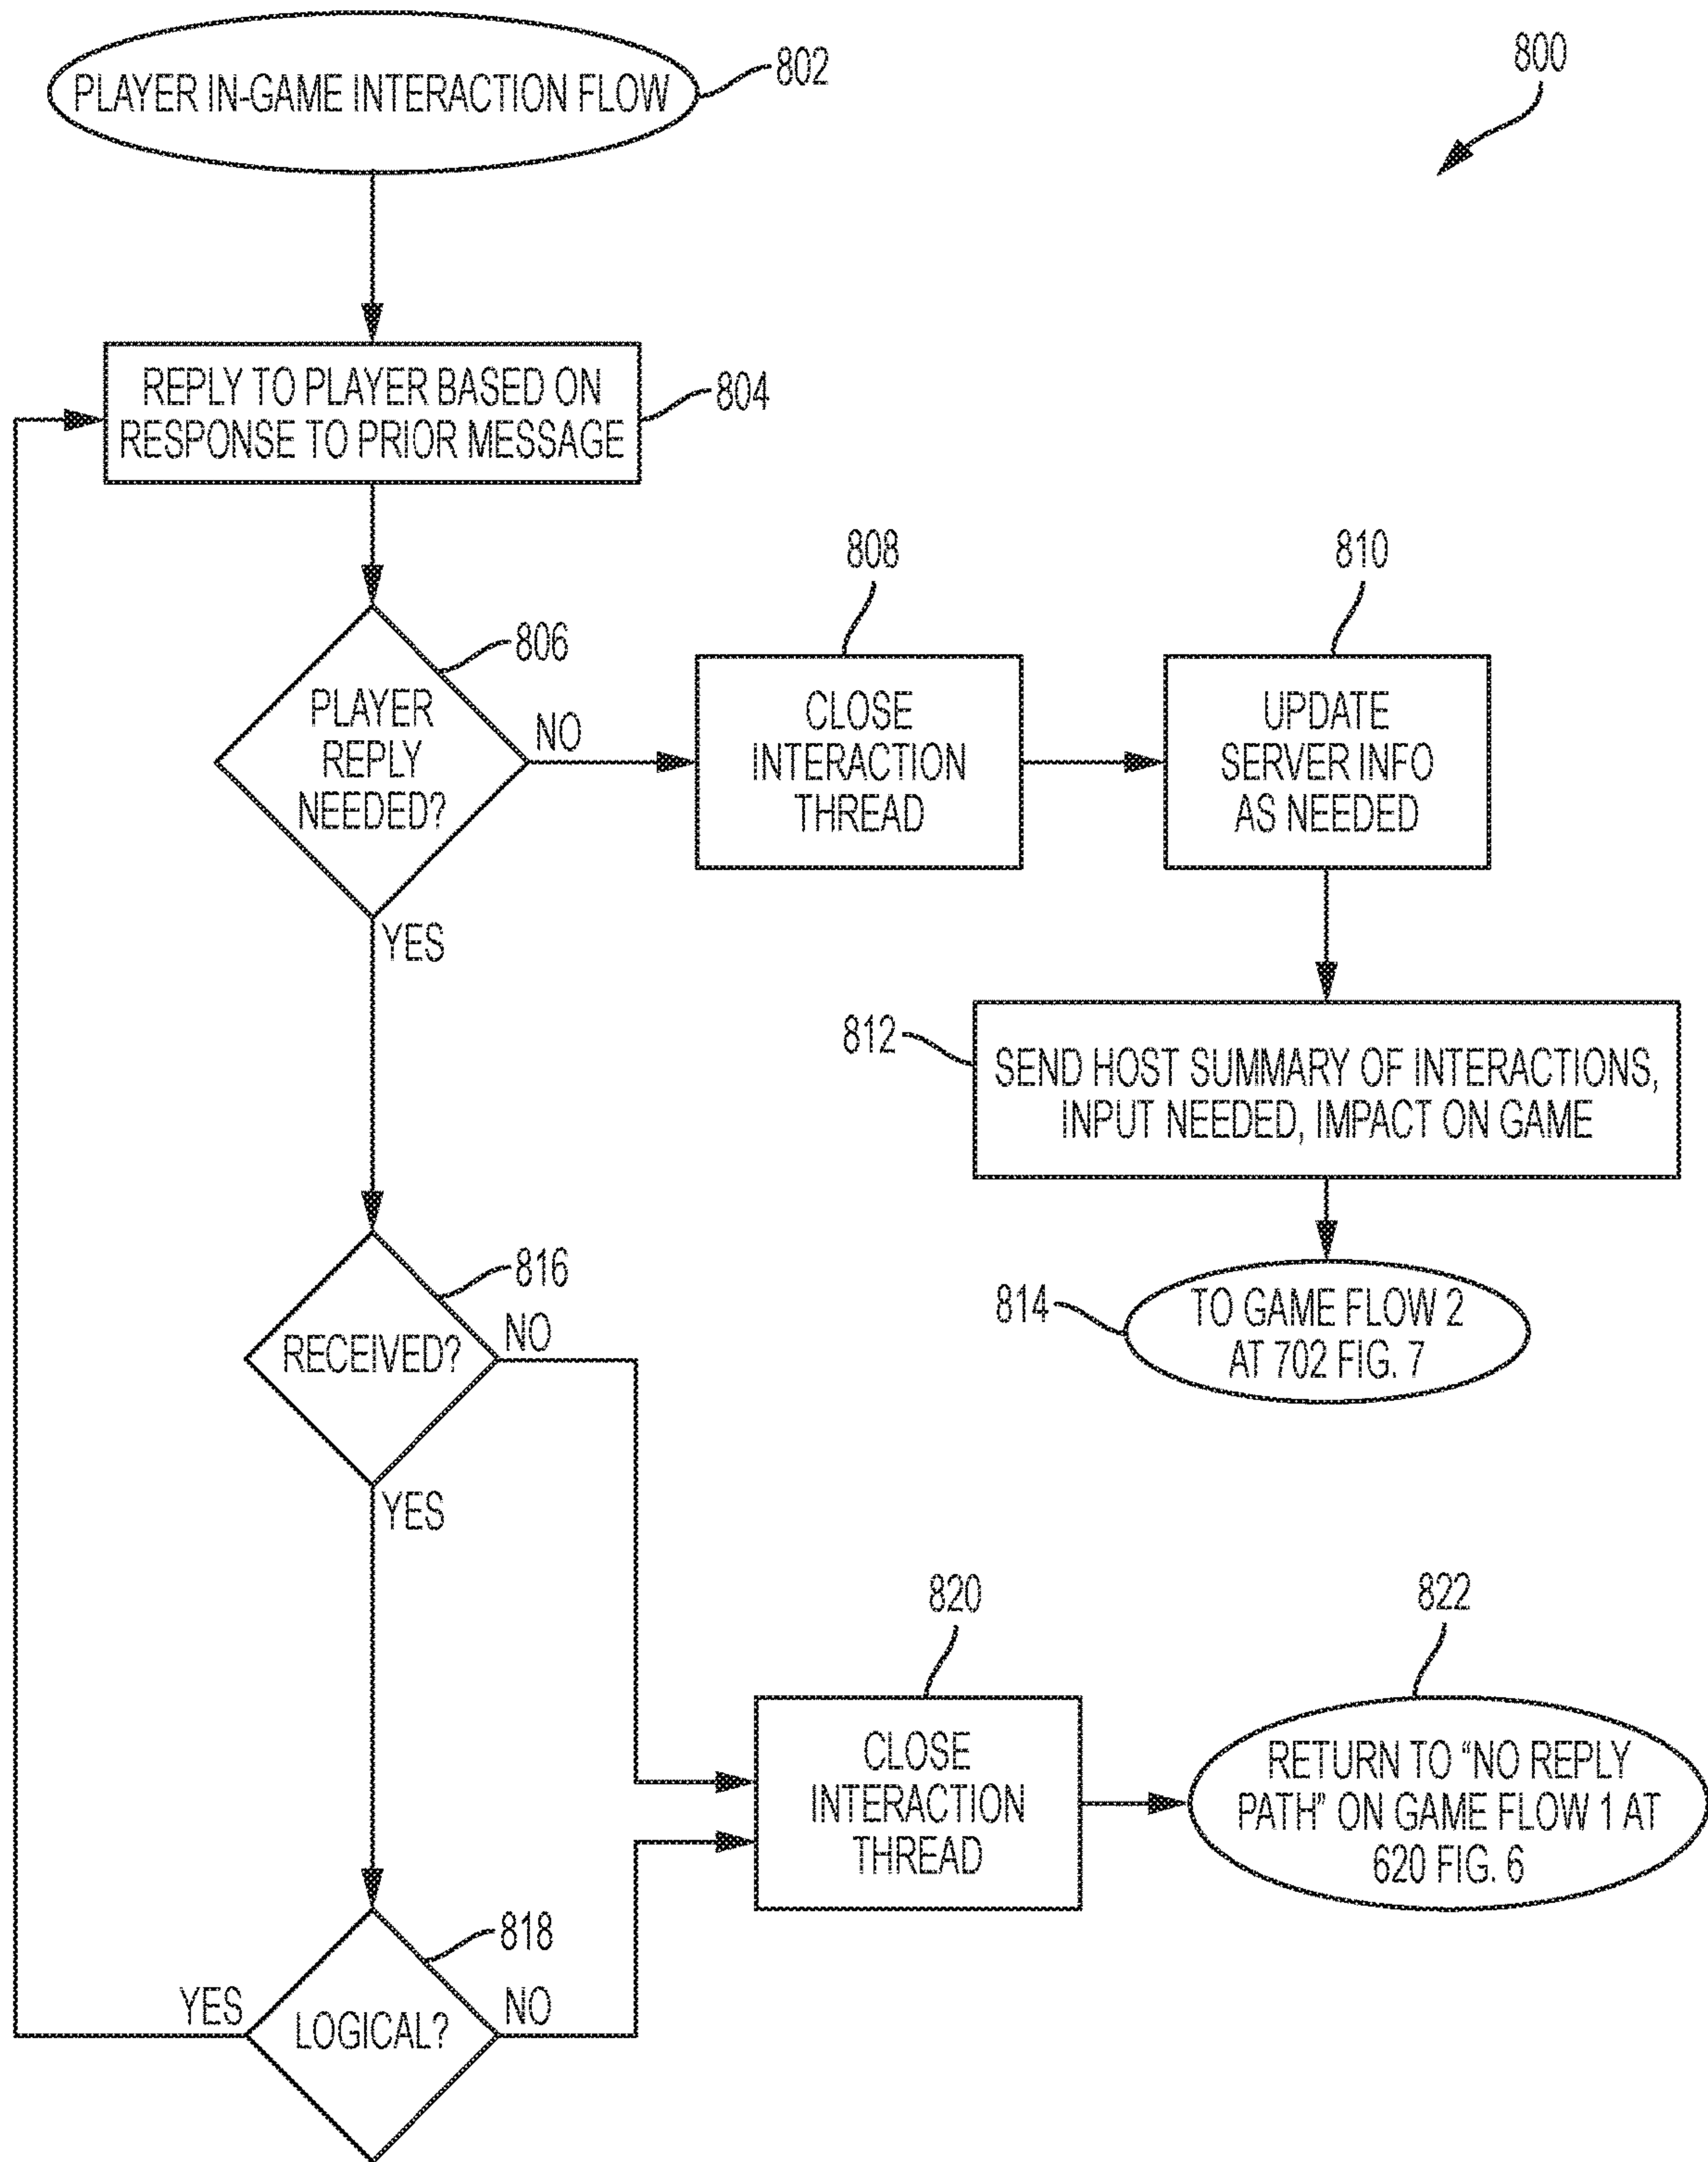 PLAYER IN-GAME INTERACTION FLOW
802
800
REPLY TO PLAYER BASED ON
RESPONSE TO PRIOR MESSAGE
804
806
PLAYER
REPLY
NEEDED?
NO
YES
808
CLOSE
INTERACTION
THREAD
810
UPDATE
SERVER INFO
AS NEEDED
812
SEND HOST SUMMARY OF INTERACTIONS,
INPUT NEEDED, IMPACT ON GAME
814
TO GAME FLOW 2
AT 702 FIG. 7
816
RECEIVED?
NO
YES
818
LOGICAL?
YES
NO
820
CLOSE
INTERACTION
THREAD
822
RETURN TO “NO REPLY
PATH” ON GAME FLOW 1 AT
620 FIG. 6